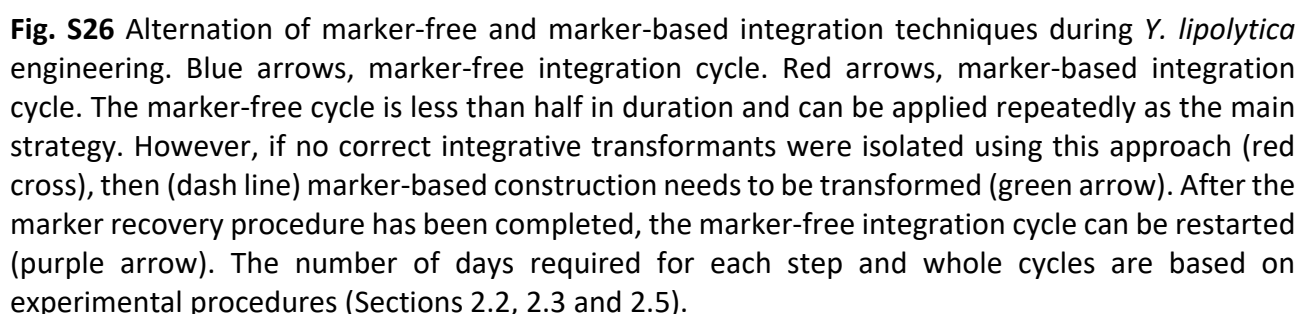 Fig. S26 Alternation of marker-free and marker-based integration techniques during Y. lipolytica
engineering. Blue arrows, marker-free integration cycle. Red arrows, marker-based integration
cycle. The marker-free cycle is less than half in duration and can be applied repeatedly as the main
strategy. However, if no correct integrative transformants were isolated using this approach (red
cross), then (dash line) marker-based construction needs to be transformed (green arrow). After the
marker recovery procedure has been completed, the marker-free integration cycle can be restarted
(purple arrow). The number of days required for each step and whole cycles are based on
experimental procedures (Sections 2.2, 2.3 and 2.5).